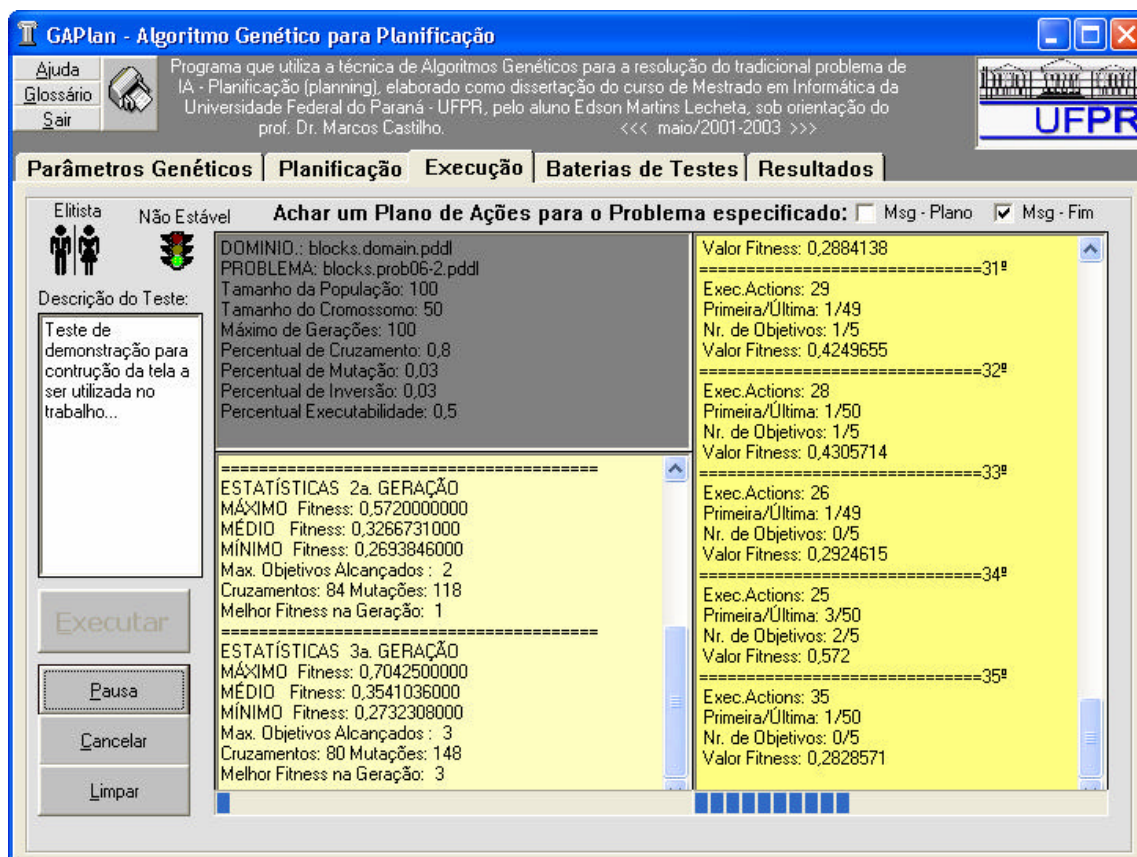 GAPlan - Algoritmo Genético para Planificação
Ajuda
Glossário
Sair
Programa que utiliza a técnica de Algoritmos Genéticos para a resolução do tradicional problema de
IA - Planificação (planning), elaborado como dissertação do curso de Mestrado em Informática da
Universidade Federal do Paraná - UFPR, pelo aluno Edson Martins Lecheta, sob orientação do
prof. Dr. Marcos Castilho. <<< maio/2001-2003 >>>
UFPR
Parâmetros Genéticos Planificação Execução Baterias de Testes Resultados
Elitista
Não Estável
Achar um Plano de Ações para o Problema especificado:
Msg - Plano
Msg - Fim
Descrição do Teste:
Teste de
demonstração para
contrução da tela a
ser utilizada no
trabalho...
Executar
Pausa
Cancelar
Limpar
DOMINIO.: blocks.domain.pddl
PROBLEMA: blocks.prob06-2.pddl
Tamanho da População: 100
Tamanho do Cromossomo: 50
Máximo de Gerações: 100
Percentual de Cruzamento: 0,8
Percentual de Mutação: 0,03
Percentual de Inversão: 0,03
Percentual Executabilidade: 0,5
========================================
ESTATÍSTICAS 2a. GERAÇÃO
MÁXIMO Fitness: 0,5720000000
MÉDIO Fitness: 0,3266731000
MÍNIMO Fitness: 0,2693846000
Max. Objetivos Alcançados : 2
Cruzamentos: 84 Mutações: 118
Melhor Fitness na Geração: 1
========================================
ESTATÍSTICAS 3a. GERAÇÃO
MÁXIMO Fitness: 0,7042500000
MÉDIO Fitness: 0,3541036000
MÍNIMO Fitness: 0,2732308000
Max. Objetivos Alcançados : 3
Cruzamentos: 80 Mutações: 148
Melhor Fitness na Geração: 3
Valor Fitness: 0,2884138
==============================31º
Exec.Actions: 29
Primeira/Última: 1/49
Nr. de Objetivos: 1/5
Valor Fitness: 0,4249655
==============================32º
Exec.Actions: 28
Primeira/Última: 1/50
Nr. de Objetivos: 1/5
Valor Fitness: 0,4305714
==============================33º
Exec.Actions: 26
Primeira/Última: 1/49
Nr. de Objetivos: 0/5
Valor Fitness: 0,2924615
==============================34º
Exec.Actions: 25
Primeira/Última: 3/50
Nr. de Objetivos: 2/5
Valor Fitness: 0,572
==============================35º
Exec.Actions: 35
Primeira/Última: 1/50
Nr. de Objetivos: 0/5
Valor Fitness: 0,2828571